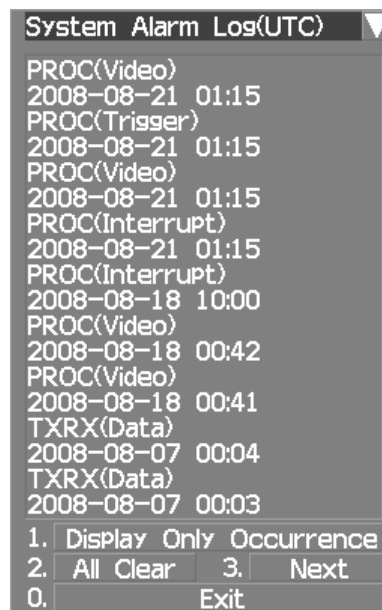 System Alarm Log(UTC)
PROC(Video)
2008-08-21 01:15
PROC(Trigger)
2008-08-21 01:15
PROC(Video)
2008-08-21 01:15
PROC(Interrupt)
2008-08-21 01:15
PROC(Interrupt)
2008-08-18 10:00
PROC(Video)
2008-08-18 00:42
PROC(Video)
2008-08-18 00:41
TXRX(Data)
2008-08-07 00:04
TXRX(Data)
2008-08-07 00:03
1. Display Only Occurrence
2. All Clear 3. Next
0. Exit